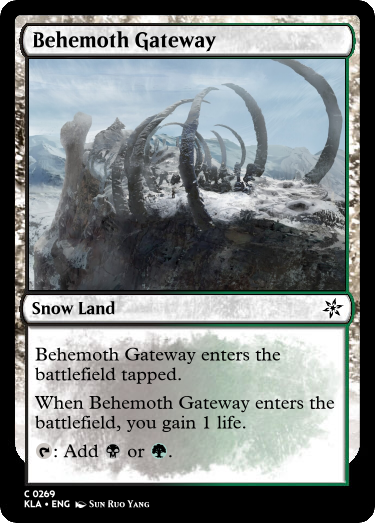 Behemoth Gateway
Snow Land
Behemoth Gateway enters the
battlefield tapped.
When Behemoth Gateway enters the
battlefield, you gain 1 life.
: Add or .
C 0269
KLA • ENG Sun Ruo Yang